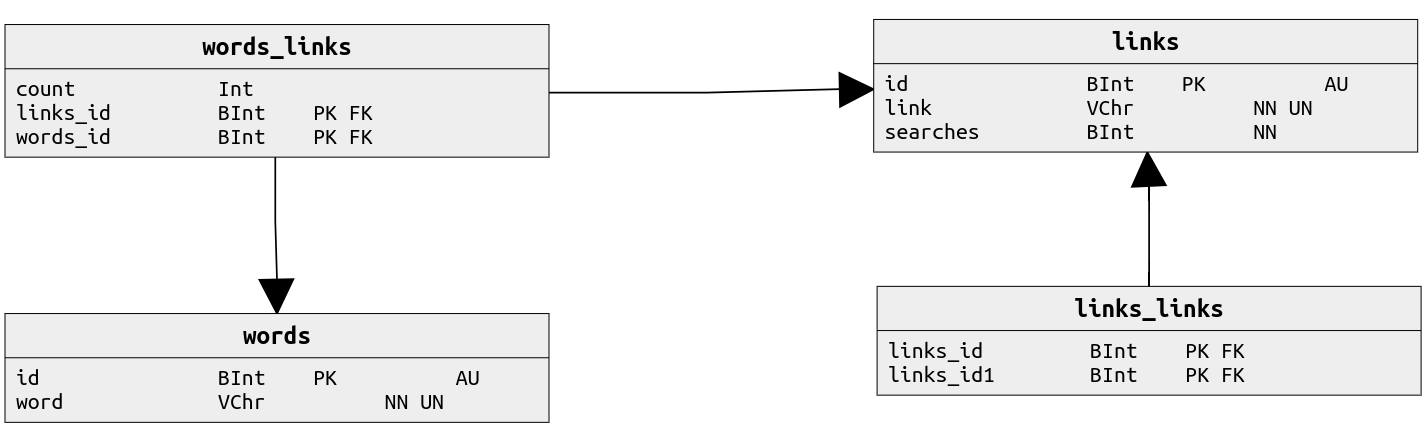 words_links
count Int
links_id BInt PK FK
words_id BInt PK FK
links
id BInt PK AU
link VChr NN UN
searches BInt NN
words
id BInt PK AU
word VChr NN UN
links_links
links_id BInt PK FK
links_id1 BInt PK FK